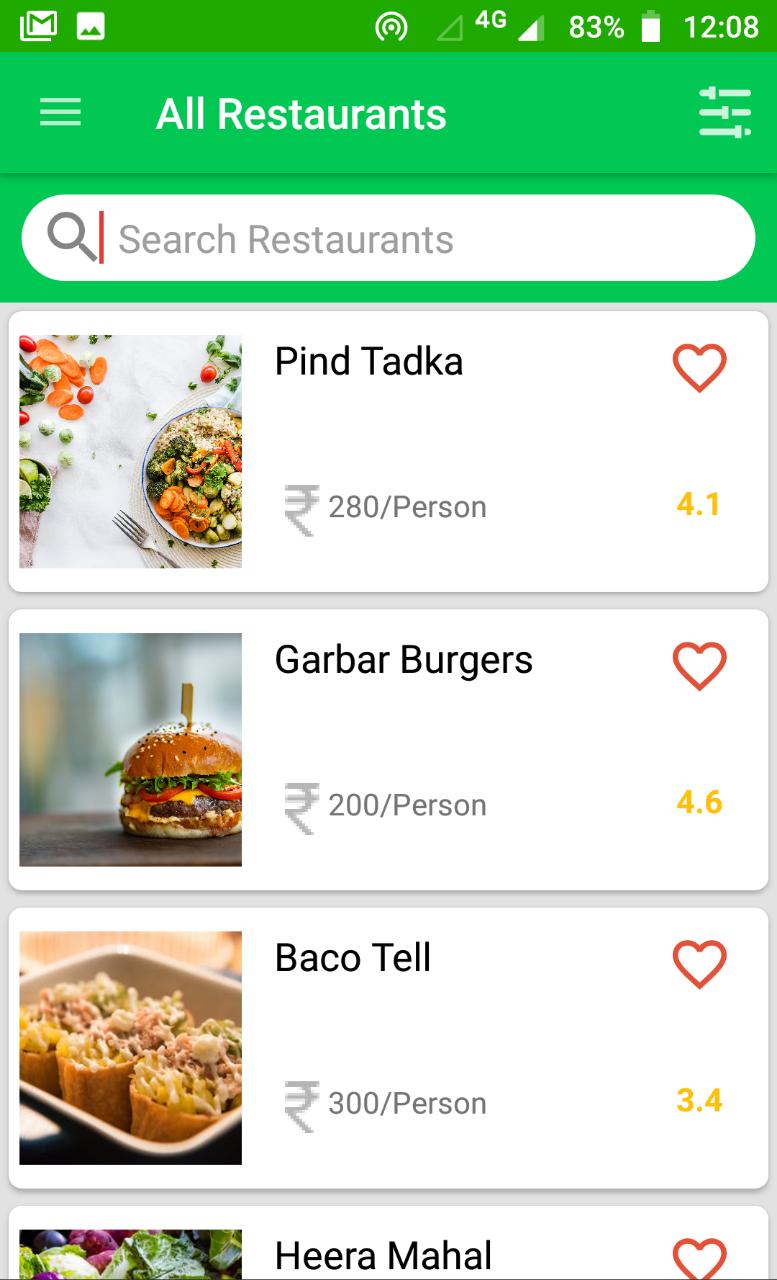 4G 83% 12:08
All Restaurants
Search Restaurants
Pind Tadka
₹ 280/Person 4.1
Garbar Burgers
₹ 200/Person 4.6
Baco Tell
₹ 300/Person 3.4
Heera Mahal